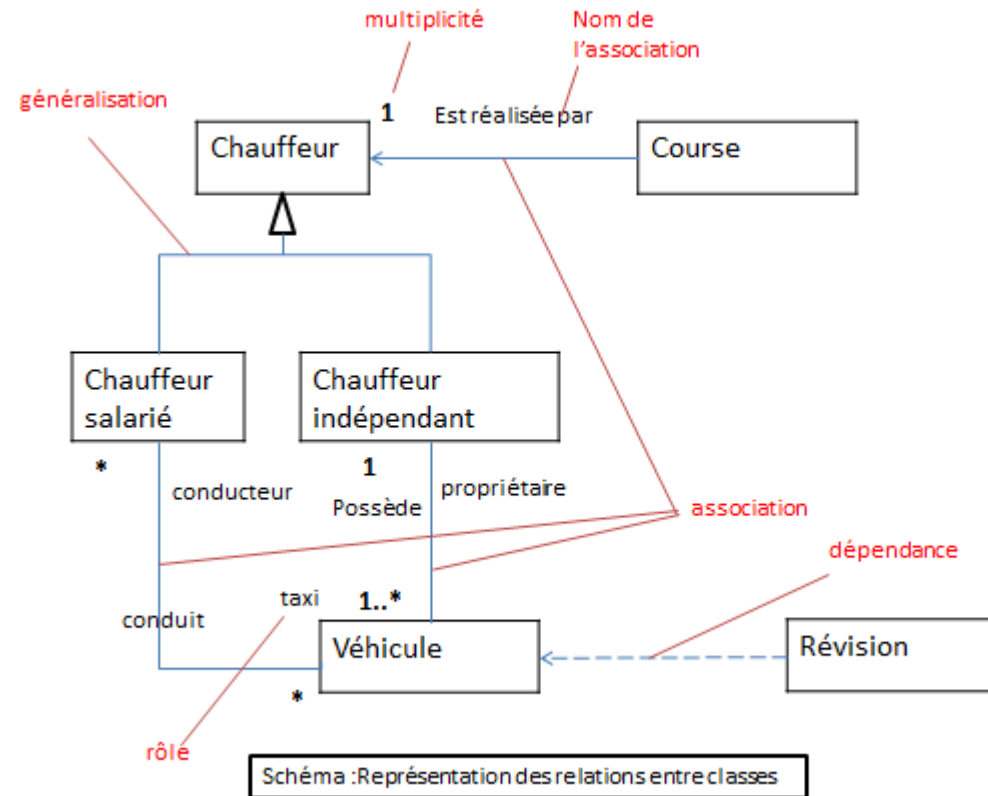 multiplicité
Nom de
l'association
généralisation
1
Est réalisée par
Chauffeur
Course
Chauffeur
salarié
Chauffeur
indépendant
*
1
conducteur
propriétaire
Possède
association
dépendance
taxi
1..*
conduit
Véhicule
Révision
*
rôle
Schéma :Représentation des relations entre classes